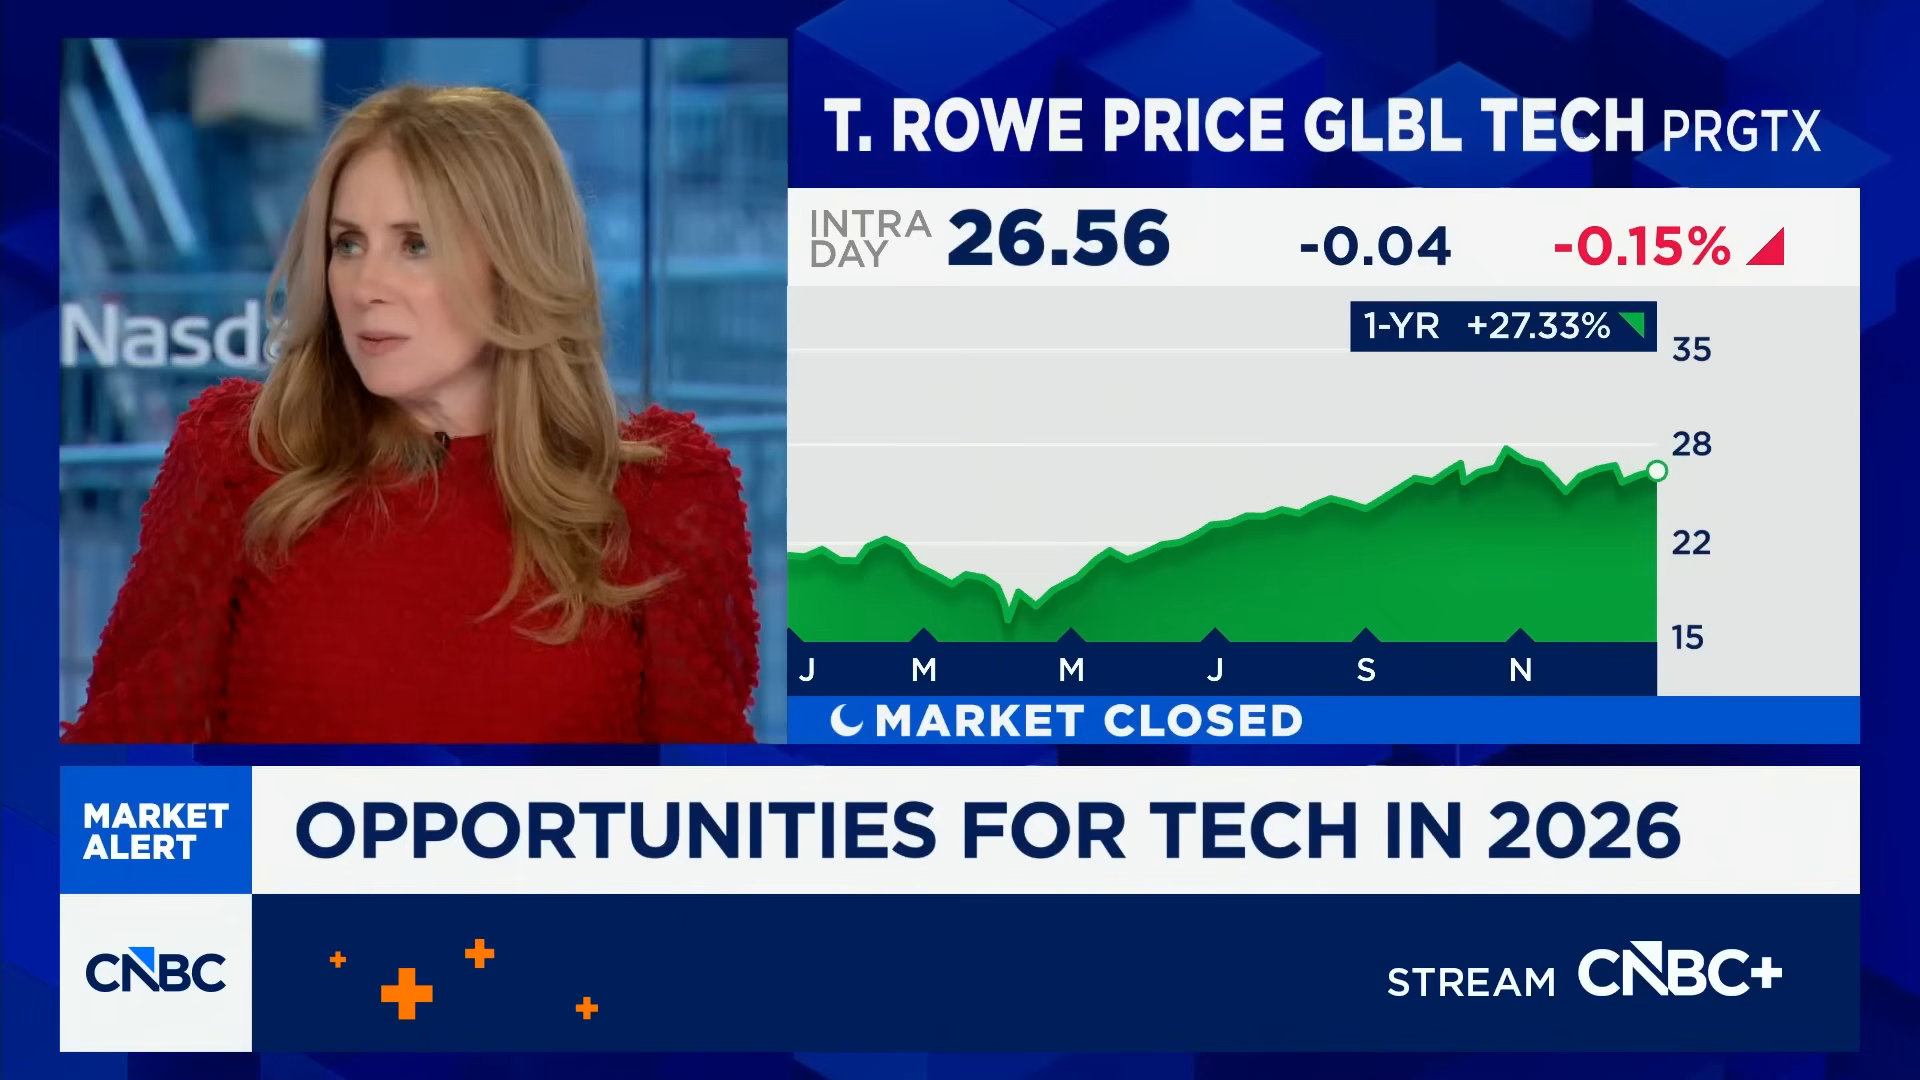 Nasda
T. ROWE PRICE GLBL TECH PRGTX
INTRA
DAY
26.56 -0.04 -0.15%
1-YR +27.33%
35
28
22
15
J M M J S N
MARKET CLOSED
MARKET
ALERT
OPPORTUNITIES FOR TECH IN 2026
CNBC
STREAM CNBC+